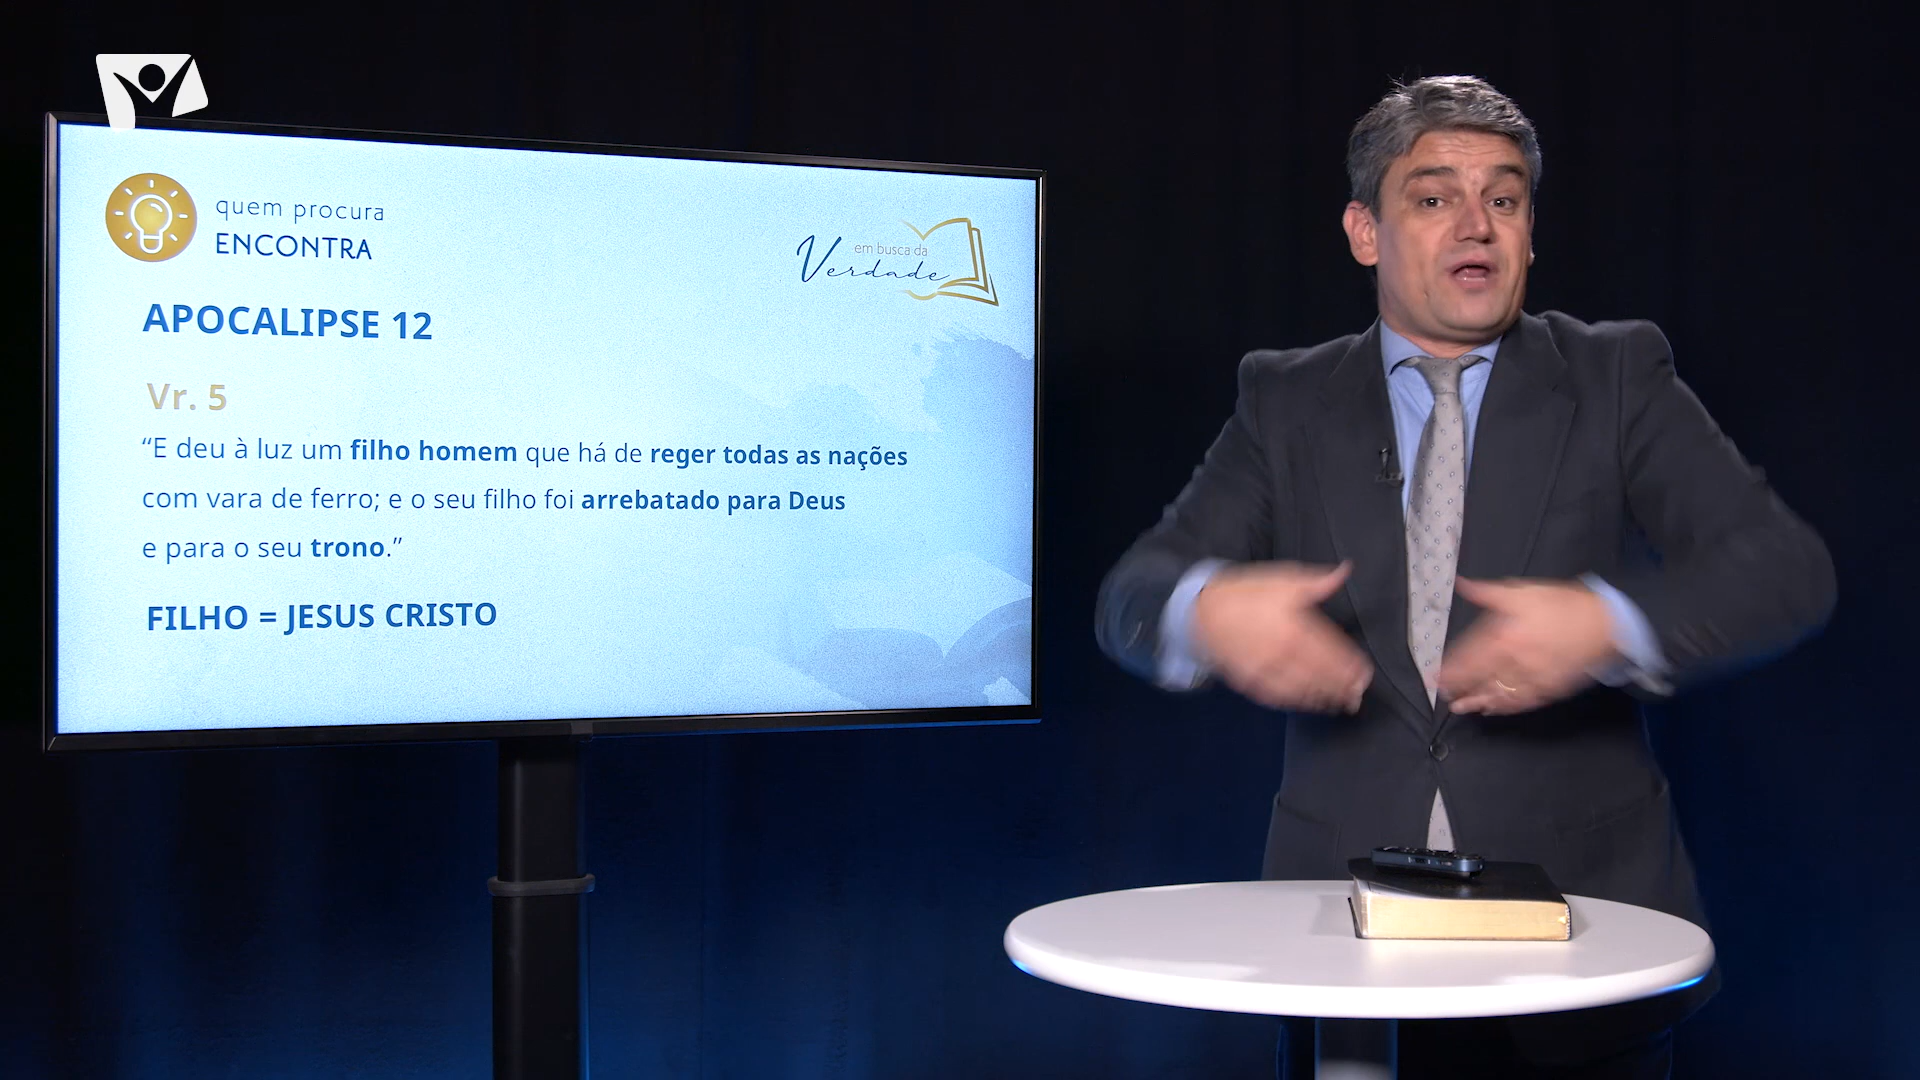 quem procura
ENCONTRA
em busca da
Verdade
APOCALIPSE 12
Vr. 5
“E deu à luz um filho homem que há de reger todas as nações
com vara de ferro; e o seu filho foi arrebatado para Deus
e para o seu trono.”
FILHO = JESUS CRISTO